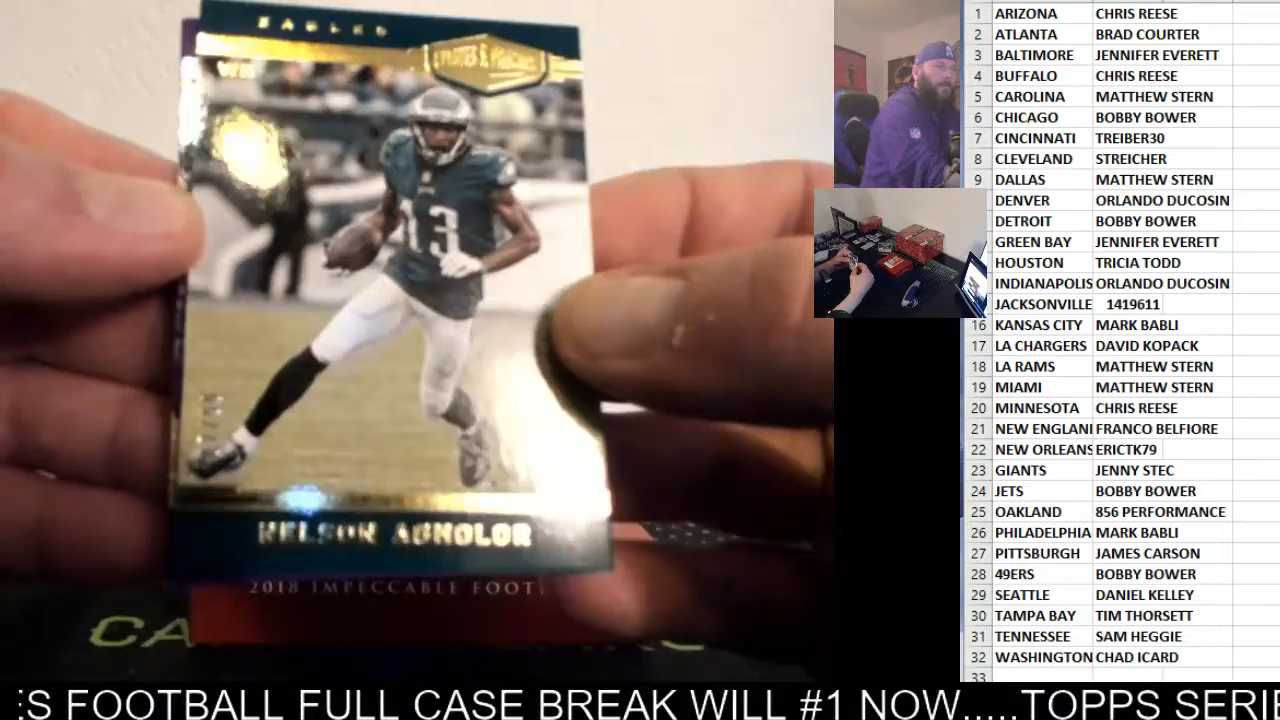 EAGLES
PLATES & PATCHES
WR
13
NELSON AGHOLOR
2018 IMPECCABLE FOOT
CA
1 ARIZONA CHRIS REESE
2 ATLANTA BRAD COURTER
3 BALTIMORE JENNIFER EVERETT
4 BUFFALO CHRIS REESE
5 CAROLINA MATTHEW STERN
6 CHICAGO BOBBY BOWER
7 CINCINNATI TREIBER30
8 CLEVELAND STREICHER
9 DALLAS MATTHEW STERN
DENVER ORLANDO DUCOSIN
DETROIT BOBBY BOWER
GREEN BAY JENNIFER EVERETT
HOUSTON TRICIA TODD
INDIANAPOLIS ORLANDO DUCOSIN
JACKSONVILLE 1419611
16 KANSAS CITY MARK BABLI
17 LA CHARGERS DAVID KOPACK
18 LA RAMS MATTHEW STERN
19 MIAMI MATTHEW STERN
20 MINNESOTA CHRIS REESE
21 NEW ENGLAN FRANCO BELFIORE
22 NEW ORLEANS ERICTK79
23 GIANTS JENNY STEC
24 JETS BOBBY BOWER
25 OAKLAND 856 PERFORMANCE
26 PHILADELPHIA MARK BABLI
27 PITTSBURGH JAMES CARSON
28 49ERS BOBBY BOWER
29 SEATTLE DANIEL KELLEY
30 TAMPA BAY TIM THORSETT
31 TENNESSEE SAM HEGGIE
32 WASHINGTON CHAD ICARD
33
ES FOOTBALL FULL CASE BREAK WILL #1 NOW.....TOPPS SERIE